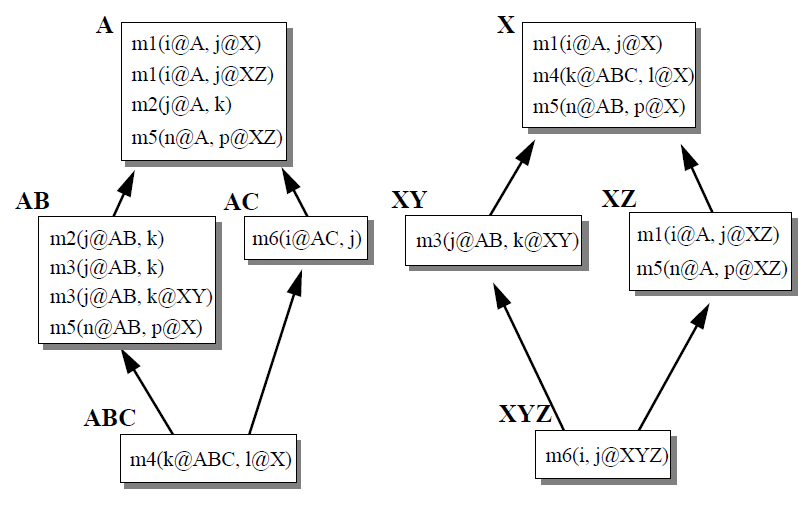 A
m1(i@A, j@X)
m1(i@A, j@XZ)
m2(j@A, k)
m5(n@A, p@XZ)
X
m1(i@A, j@X)
m4(k@ABC, l@X)
m5(n@AB, p@X)
AB
m2(j@AB, k)
m3(j@AB, k)
m3(j@AB, k@XY)
m5(n@AB, p@X)
AC
m6(i@AC, j)
XY
m3(j@AB, k@XY)
XZ
m1(i@A, j@XZ)
m5(n@A, p@XZ)
ABC
m4(k@ABC, l@X)
XYZ
m6(i, j@XYZ)